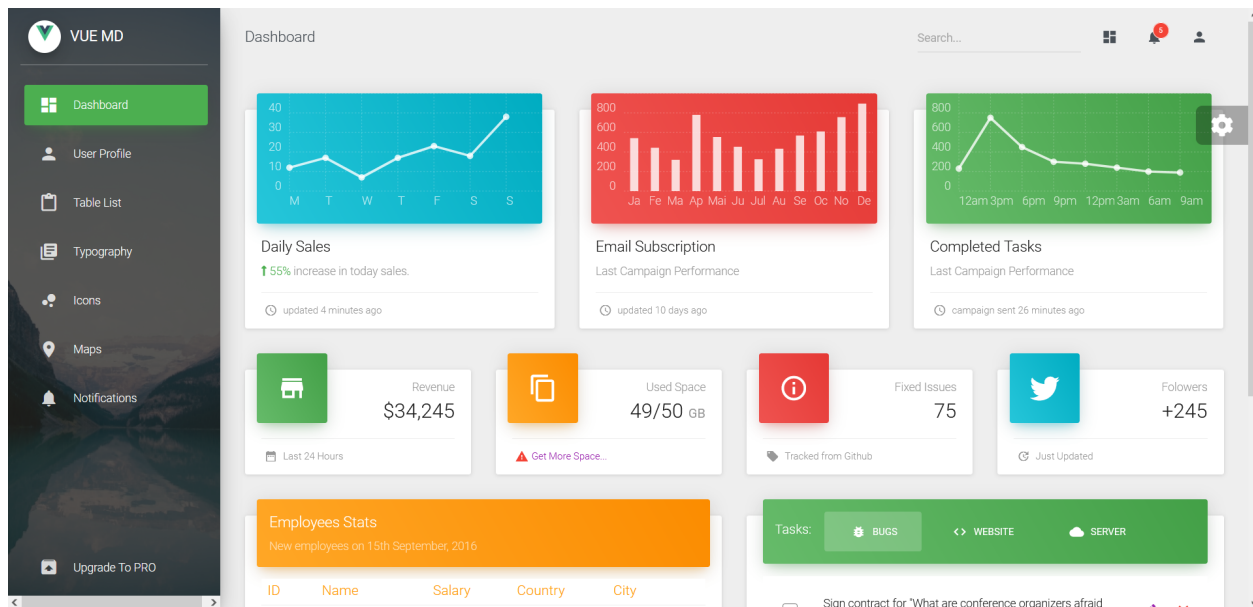 VUE MD
Dashboard
User Profile
Table List
Typography
Icons
Maps
Notifications
Upgrade To PRO
Dashboard
Search...
5
40
30
20
10
0
M T W T F S S
Daily Sales
55% increase in today sales.
updated 4 minutes ago
800
600
400
200
0
Ja Fe Ma Ap Mai Ju Jul Au Se Oc No De
Email Subscription
Last Campaign Performance
updated 10 days ago
800
600
400
200
0
12am 3pm 6pm 9pm 12pm 3am 6am 9am
Completed Tasks
Last Campaign Performance
campaign sent 26 minutes ago
Revenue
$34,245
Last 24 Hours
Used Space
49/50 GB
Get More Space...
Fixed Issues
75
Tracked from Github
Folowers
+245
Just Updated
Employees Stats
New employees on 15th September, 2016
ID Name Salary Country City
Tasks: BUGS <> WEBSITE SERVER
Sign contract for "What are conference organizers afraid